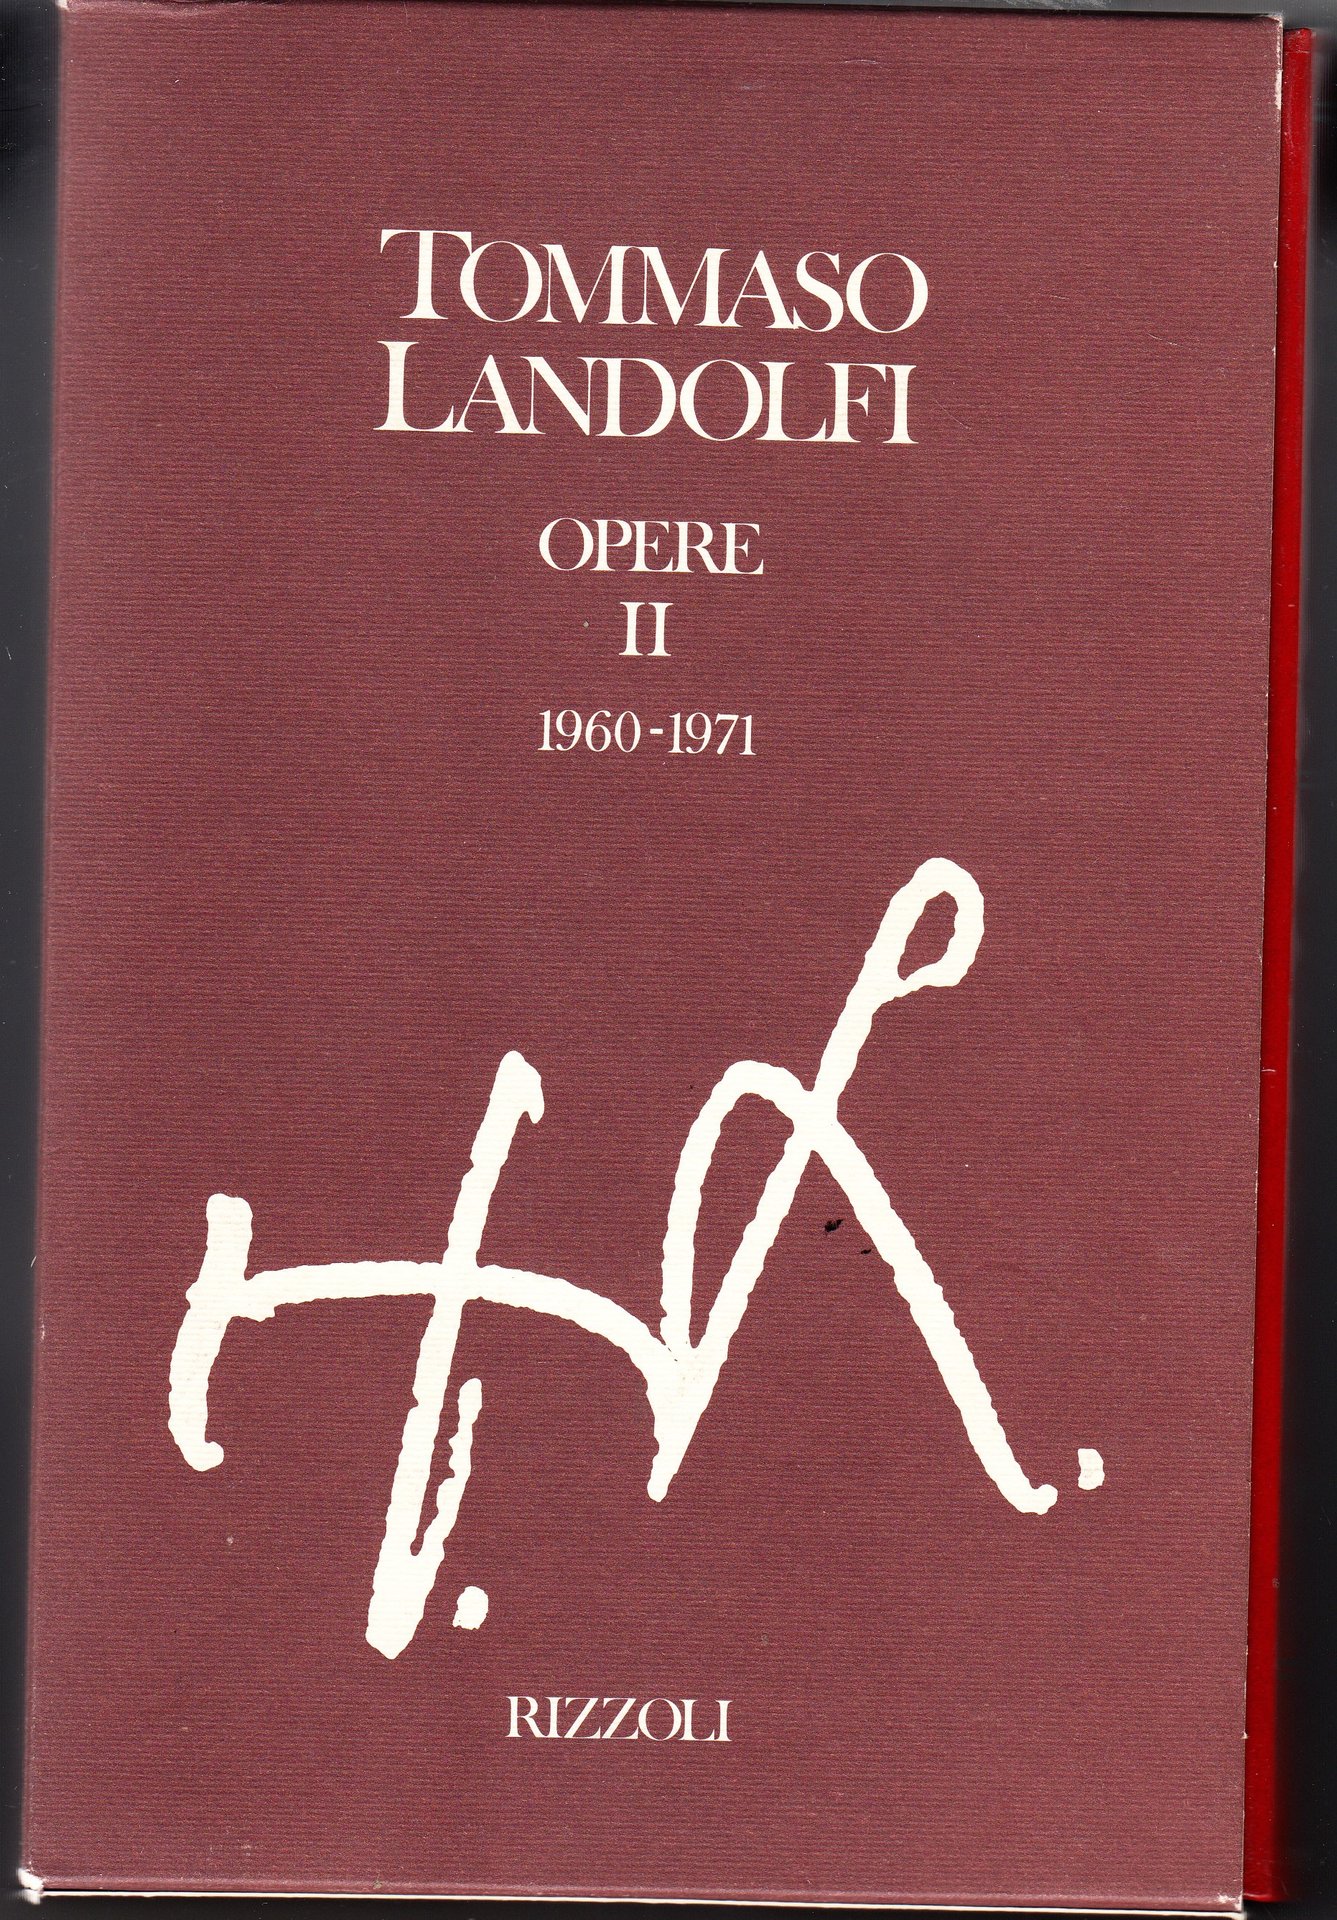 TOMMASO
LANDOLFI
OPERE
II
1960-1971
T.L.
RIZZOLI